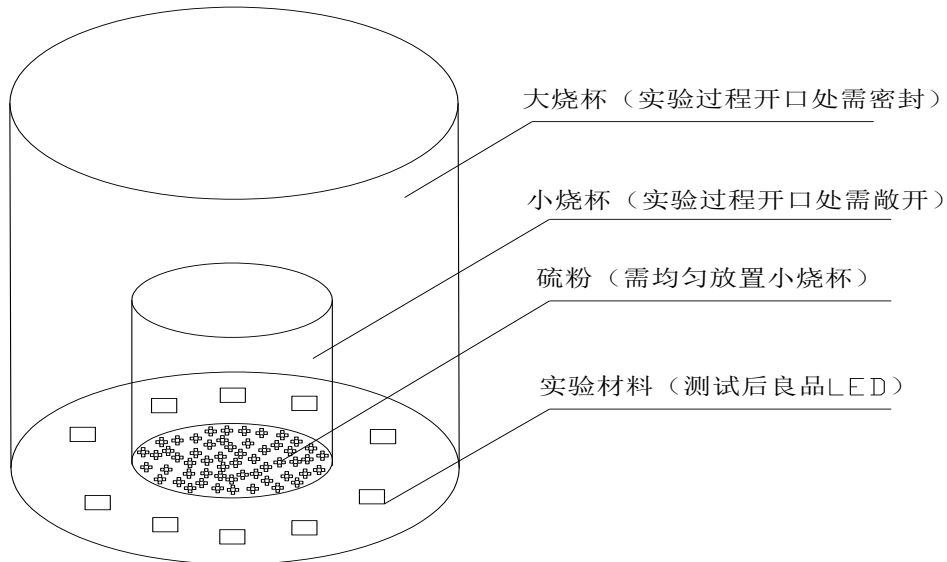 大烧杯（实验过程开口处需密封）
小烧杯（实验过程开口处需敞开）
硫粉（需均匀放置小烧杯）
实验材料（测试后良品LED）